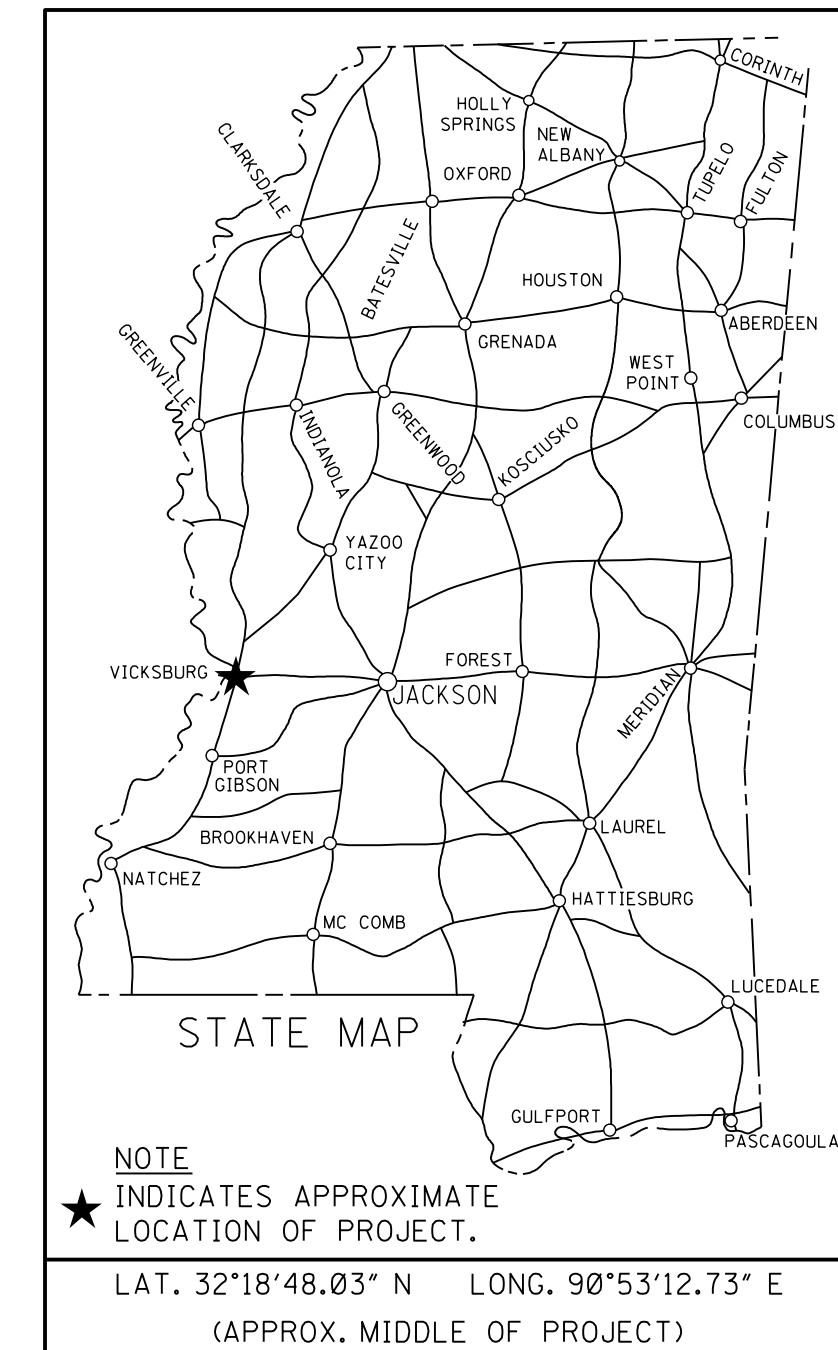 CORINTH
HOLLY
SPRINGS
NEW
ALBANY
CLARKSDALE
OXFORD
TUPELO
FULTON
BATESVILLE
HOUSTON
ABERDEEN
GREENVILLE
GRENADA
WEST
POINT
COLUMBUS
INDIANOLA
GREENWOOD
KOSCIUSKO
YAZOO
CITY
VICKSBURG
FOREST
JACKSON
MERIDIAN
PORT
GIBSON
BROOKHAVEN
LAUREL
NATCHEZ
HATTIESBURG
MC COMB
LUCEDALE
STATE MAP
GULFPORT
PASCAGOULA
NOTE
INDICATES APPROXIMATE
LOCATION OF PROJECT.
LAT. 32°18'48.03" N LONG. 90°53'12.73" E
(APPROX. MIDDLE OF PROJECT)